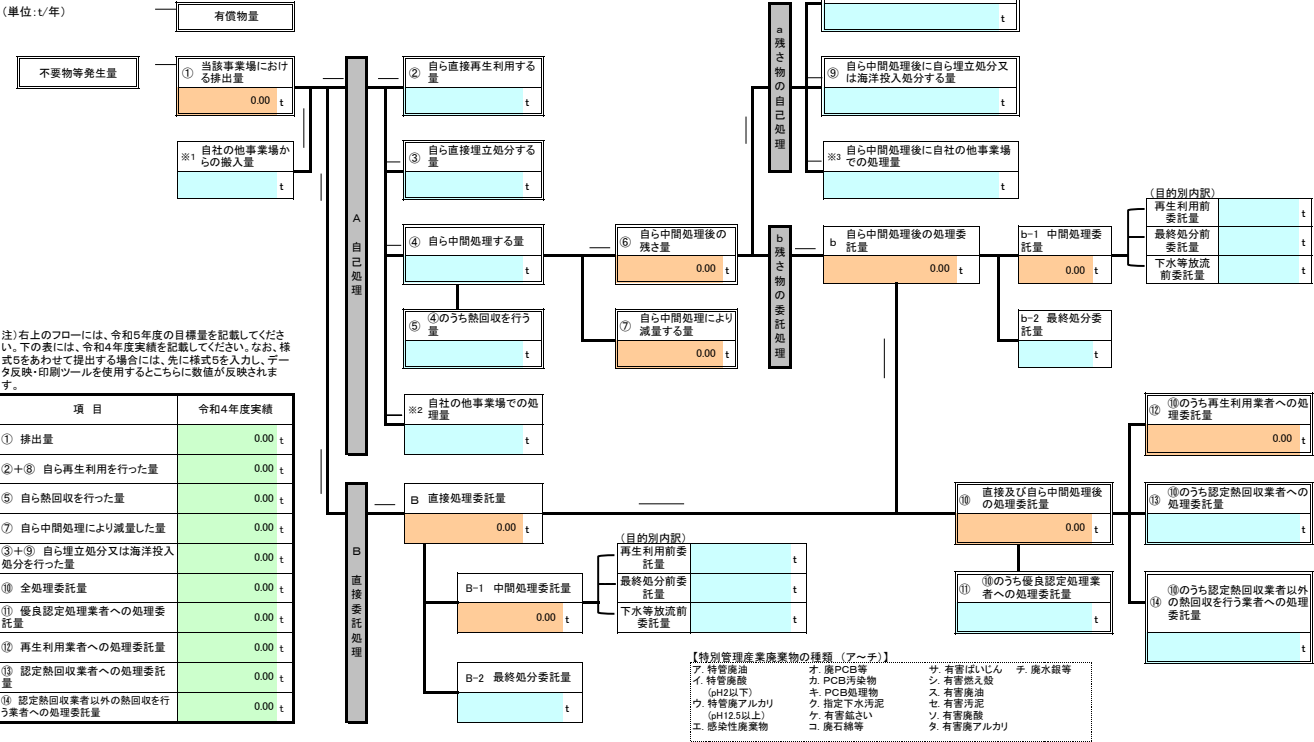 (単位:t/年)
有償物量
不要物等発生量
① 当該事業場におけ
る排出量
0.00 t
※1 自社の他事業場か
らの搬入量
t
A 自己処理
② 自ら直接再生利用する
量
t
③ 自ら直接埋立処分する
量
t
④ 自ら中間処理する量
t
⑤ ④のうち熱回収を行う
量
t
※2 自社の他事業場での処
理量
t
⑥ 自ら中間処理後の
残さ量
0.00 t
⑦ 自ら中間処理により
減量する量
0.00 t
a 残さ物の自己処理
t
⑨ 自ら中間処理後に自ら埋立処分又
は海洋投入処分する量
t
※3 自ら中間処理後に自社の他事業場
での処理量
t
b 残さ物の委託処理
b 自ら中間処理後の処理委
託量
0.00 t
b-1 中間処理委
託量
0.00 t
(目的別内訳)
再生利用前
委託量
t
最終処分前
委託量
t
下水等放流
前委託量
t
b-2 最終処分委
託量
t
注)右上のフローには、令和5年度の目標量を記載してくださ
い。下の表には、令和4年度実績を記載してください。なお、様
式5をあわせて提出する場合には、先に様式5を入力し、デー
タ反映・印刷ツールを使用するとこちらに数値が反映されま
す。
項 目 令和4年度実績
① 排出量 0.00 t
②+⑧ 自ら再生利用を行った量 0.00 t
⑤ 自ら熱回収を行った量 0.00 t
⑦ 自ら中間処理により減量した量 0.00 t
③+⑨ 自ら埋立処分又は海洋投入
処分を行った量 0.00 t
⑩ 全処理委託量 0.00 t
⑪ 優良認定処理業者への処理委
託量 0.00 t
⑫ 再生利用業者への処理委託量 0.00 t
⑬ 認定熱回収業者への処理委託
量 0.00 t
⑭ 認定熱回収業者以外の熱回収を行
う業者への処理委託量 0.00 t
B 直接委託処理
B 直接処理委託量
0.00 t
B-1 中間処理委託量
0.00 t
(目的別内訳)
再生利用前委
託量
t
最終処分前委
託量
t
下水等放流前
委託量
t
B-2 最終処分委託量
t
⑩ 直接及び自ら中間処理後
の処理委託量
0.00 t
⑪ ⑩のうち優良認定処理業
者への処理委託量
t
⑫ ⑩のうち再生利用業者への処
理委託量
0.00 t
⑬ ⑩のうち認定熱回収業者への
処理委託量
t
⑭ ⑩のうち認定熱回収業者以外
の熱回収を行う業者への処理
委託量
t
【特別管理産業廃棄物の種類 (ア~チ)】
ア. 特管廃油 オ. 廃PCB等 サ. 有害ばいじん チ. 廃水銀等
イ. 特管廃酸 カ. PCB汚染物 シ. 有害燃え殻
(pH2以下) キ. PCB処理物 ス. 有害廃油
ウ. 特管廃アルカリ ク. 指定下水汚泥 セ. 有害汚泥
(pH12.5以上) ケ. 有害鉱さい ソ. 有害廃酸
エ. 感染性廃棄物 コ. 廃石綿等 タ. 有害廃アルカリ